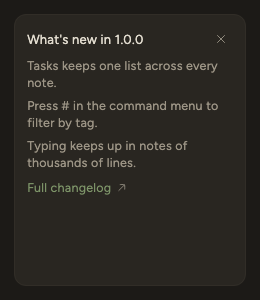 What's new in 1.0.0
Tasks keeps one list across every
note.
Press # in the command menu to
filter by tag.
Typing keeps up in notes of
thousands of lines.
Full changelog ↗